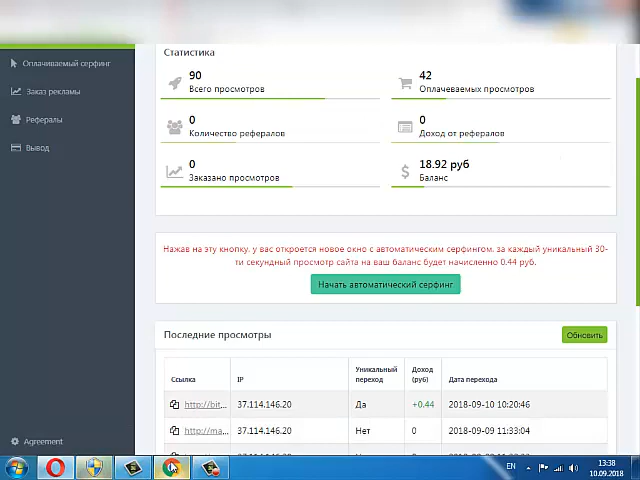 Оплачиваемый серфинг
Заказ рекламы
Рефералы
Вывод
Agreement
Статистика
90
Всего просмотров
42
Оплачеваемых просмотров
0
Количество рефералов
0
Доход от рефералов
0
Заказано просмотров
18.92 руб
Баланс
Нажав на эту кнопку, у вас откроется новое окно с автоматическим серфингом, за каждый уникальный 30-
ти секундный просмотр сайта на ваш баланс будет начисленно 0.44 руб.
Начать автоматический серфинг
Последние просмотры
Обновить
Ссылка IP Уникальный переход Доход (руб) Дата перехода
http://bit,... 37.114.146.20 Да +0.44 2018-09-10 10:20:46
http://ma... 37.114.146.20 Нет 0 2018-09-09 11:33:04
EN
13:38
10.09.2018